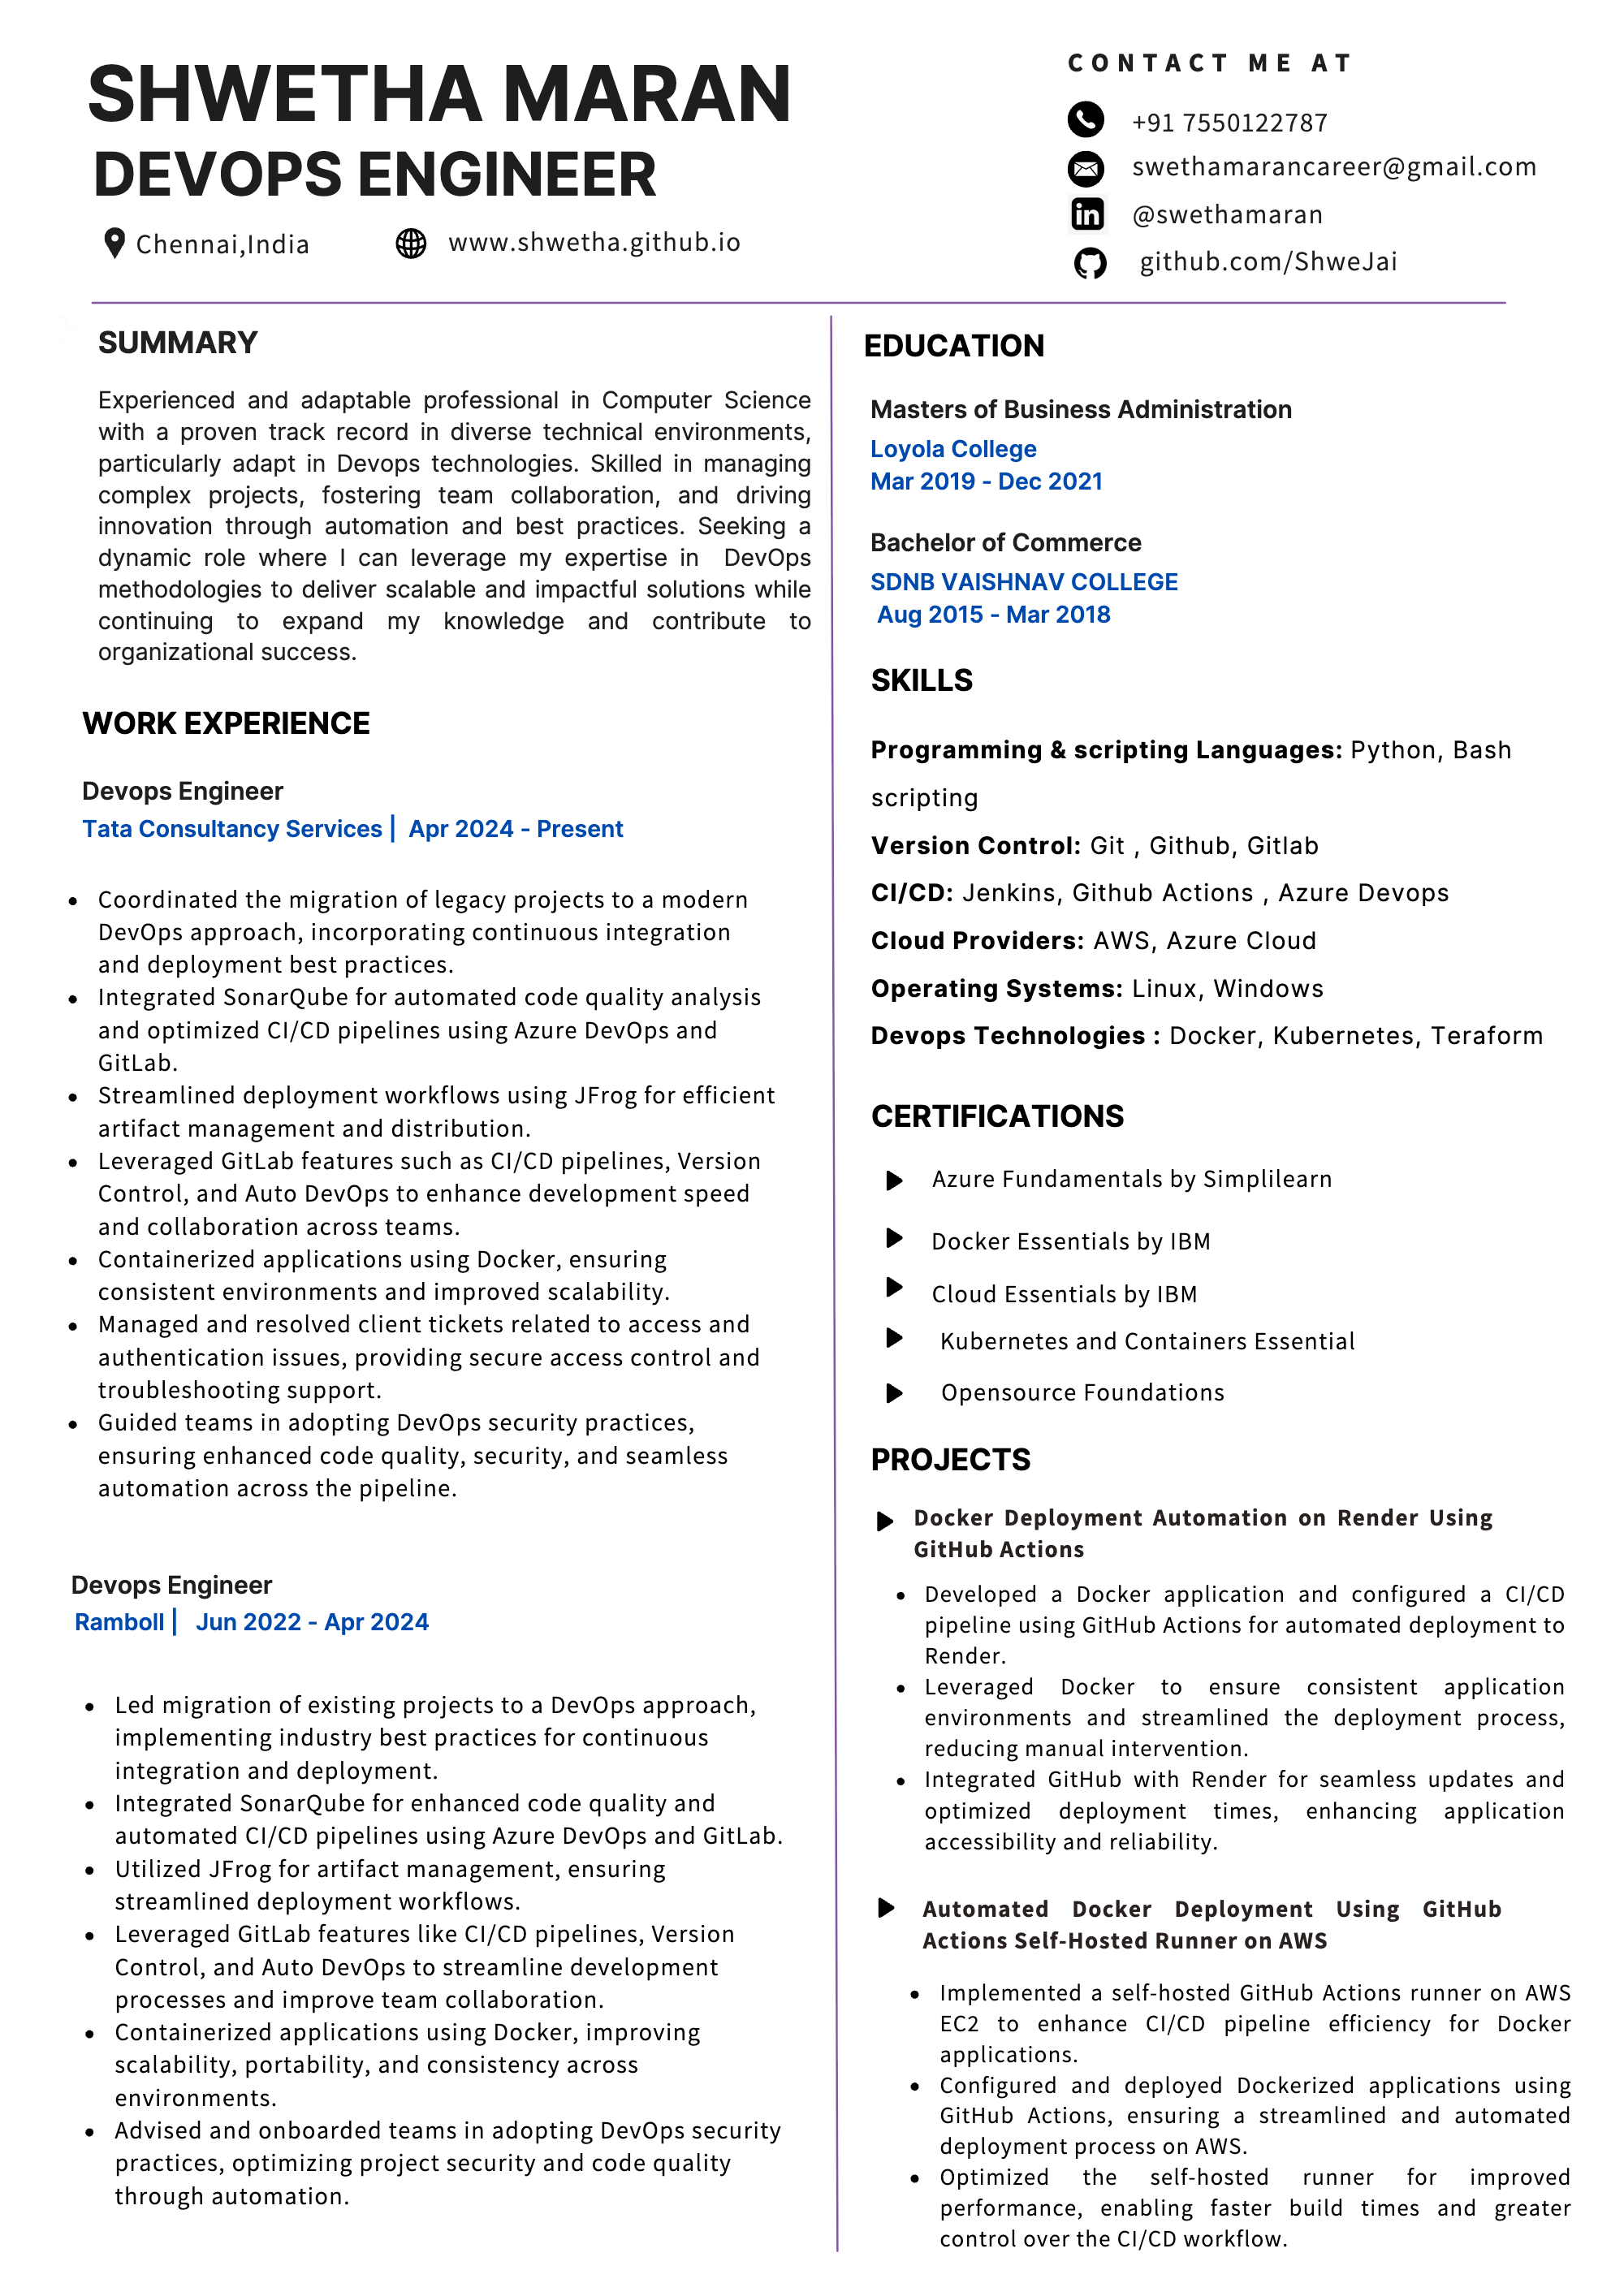 SHWETHA MARAN
DEVOPS ENGINEER
Chennai,India
www.shwetha.github.io
CONTACT ME AT
+91 7550122787
swethamarancareer@gmail.com
@swethamaran
github.com/ShweJai
SUMMARY
Experienced and adaptable professional in Computer Science
with a proven track record in diverse technical environments,
particularly adapt in Devops technologies. Skilled in managing
complex projects, fostering team collaboration, and driving
innovation through automation and best practices. Seeking a
dynamic role where I can leverage my expertise in DevOps
methodologies to deliver scalable and impactful solutions while
continuing to expand my knowledge and contribute to
organizational success.
WORK EXPERIENCE
Devops Engineer
Tata Consultancy Services | Apr 2024 - Present
• Coordinated the migration of legacy projects to a modern
DevOps approach, incorporating continuous integration
and deployment best practices.
• Integrated SonarQube for automated code quality analysis
and optimized CI/CD pipelines using Azure DevOps and
GitLab.
• Streamlined deployment workflows using JFrog for efficient
artifact management and distribution.
• Leveraged GitLab features such as CI/CD pipelines, Version
Control, and Auto DevOps to enhance development speed
and collaboration across teams.
• Containerized applications using Docker, ensuring
consistent environments and improved scalability.
• Managed and resolved client tickets related to access and
authentication issues, providing secure access control and
troubleshooting support.
• Guided teams in adopting DevOps security practices,
ensuring enhanced code quality, security, and seamless
automation across the pipeline.
Devops Engineer
Ramboll | Jun 2022 - Apr 2024
• Led migration of existing projects to a DevOps approach,
implementing industry best practices for continuous
integration and deployment.
• Integrated SonarQube for enhanced code quality and
automated CI/CD pipelines using Azure DevOps and GitLab.
• Utilized JFrog for artifact management, ensuring
streamlined deployment workflows.
• Leveraged GitLab features like CI/CD pipelines, Version
Control, and Auto DevOps to streamline development
processes and improve team collaboration.
• Containerized applications using Docker, improving
scalability, portability, and consistency across
environments.
• Advised and onboarded teams in adopting DevOps security
practices, optimizing project security and code quality
through automation.
EDUCATION
Masters of Business Administration
Loyola College
Mar 2019 - Dec 2021
Bachelor of Commerce
SDNB VAISHNAV COLLEGE
Aug 2015 - Mar 2018
SKILLS
Programming & scripting Languages: Python, Bash
scripting
Version Control: Git , Github, Gitlab
CI/CD: Jenkins, Github Actions , Azure Devops
Cloud Providers: AWS, Azure Cloud
Operating Systems: Linux, Windows
Devops Technologies : Docker, Kubernetes, Teraform
CERTIFICATIONS
Azure Fundamentals by Simplilearn
Docker Essentials by IBM
Cloud Essentials by IBM
Kubernetes and Containers Essential
Opensource Foundations
PROJECTS
Docker Deployment Automation on Render Using
GitHub Actions
• Developed a Docker application and configured a CI/CD
pipeline using GitHub Actions for automated deployment to
Render.
• Leveraged Docker to ensure consistent application
environments and streamlined the deployment process,
reducing manual intervention.
• Integrated GitHub with Render for seamless updates and
optimized deployment times, enhancing application
accessibility and reliability.
Automated Docker Deployment Using GitHub
Actions Self-Hosted Runner on AWS
• Implemented a self-hosted GitHub Actions runner on AWS
EC2 to enhance CI/CD pipeline efficiency for Docker
applications.
• Configured and deployed Dockerized applications using
GitHub Actions, ensuring a streamlined and automated
deployment process on AWS.
• Optimized the self-hosted runner for improved
performance, enabling faster build times and greater
control over the CI/CD workflow.